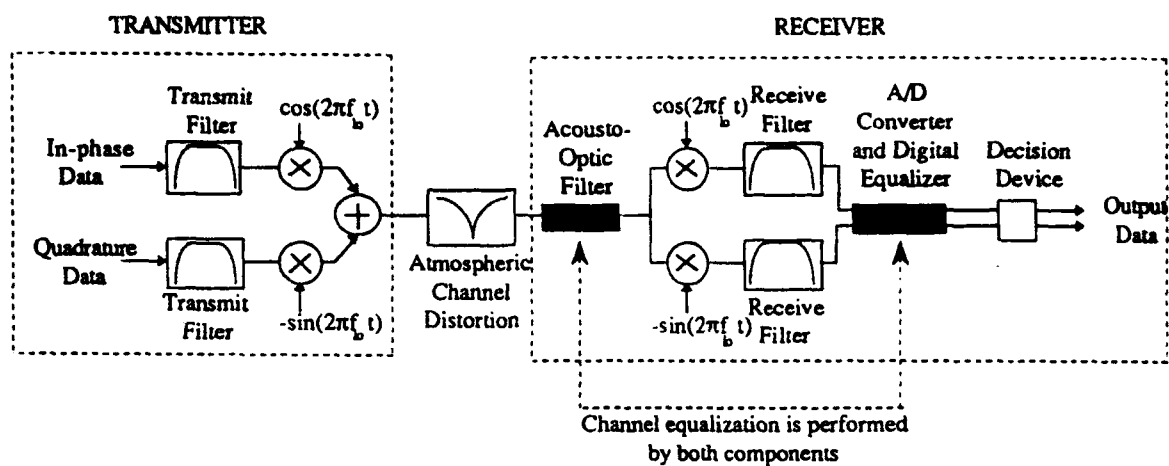 TRANSMITTER
RECEIVER
Transmit
Filter
cos(2πf_lo t)
In-phase
Data
Quadrature
Data
Transmit
Filter
-sin(2πf_lo t)
Atmospheric
Channel
Distortion
Acousto-
Optic
Filter
cos(2πf_lo t)
Receive
Filter
-sin(2πf_lo t)
Receive
Filter
A/D
Converter
and Digital
Equalizer
Decision
Device
Output
Data
Channel equalization is performed
by both components